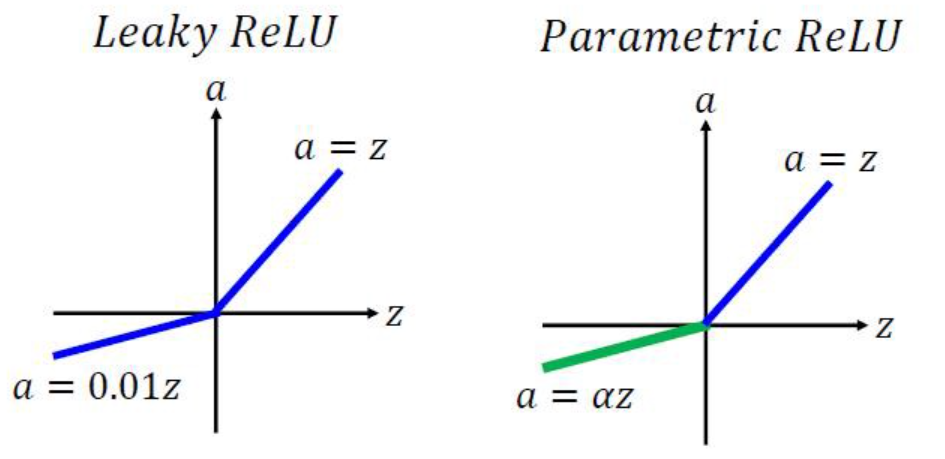 Leaky ReLU
a
a = z
z
a = 0.01z
Parametric ReLU
a
a = z
z
a = αz